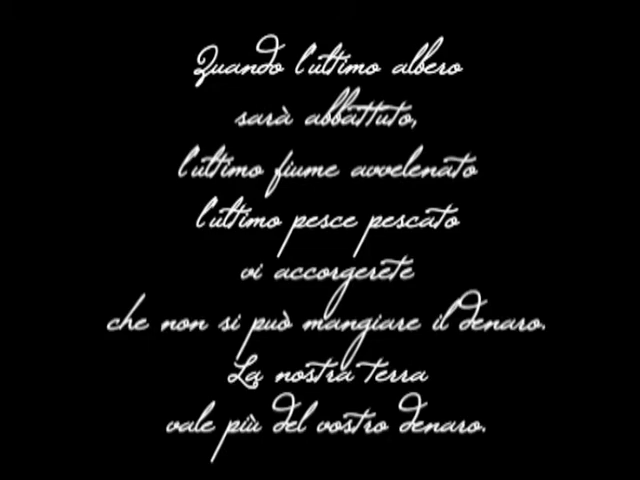 Quando l'ultimo albero
sarà abbattuto,
l'ultimo fiume avvelenato
l'ultimo pesce pescato
vi accorgerete
che non si può mangiare il denaro.
La nostra terra
vale più del vostro denaro.